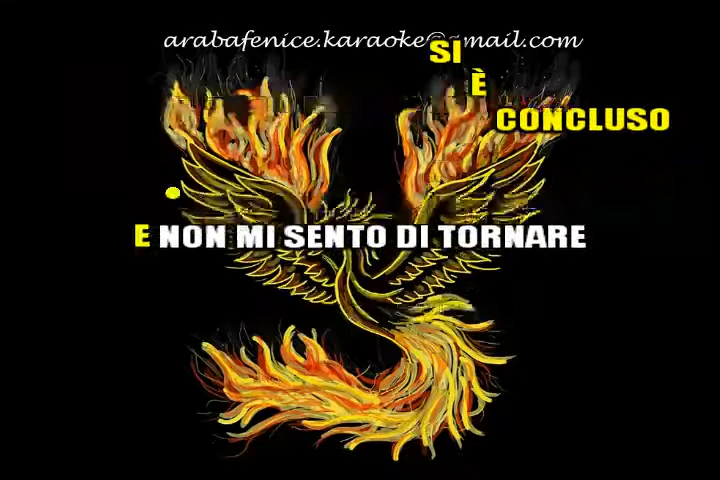 arabafenice.karaoke@gmail.com
SI
È
CONCLUSO
E NON MI SENTO DI TORNARE